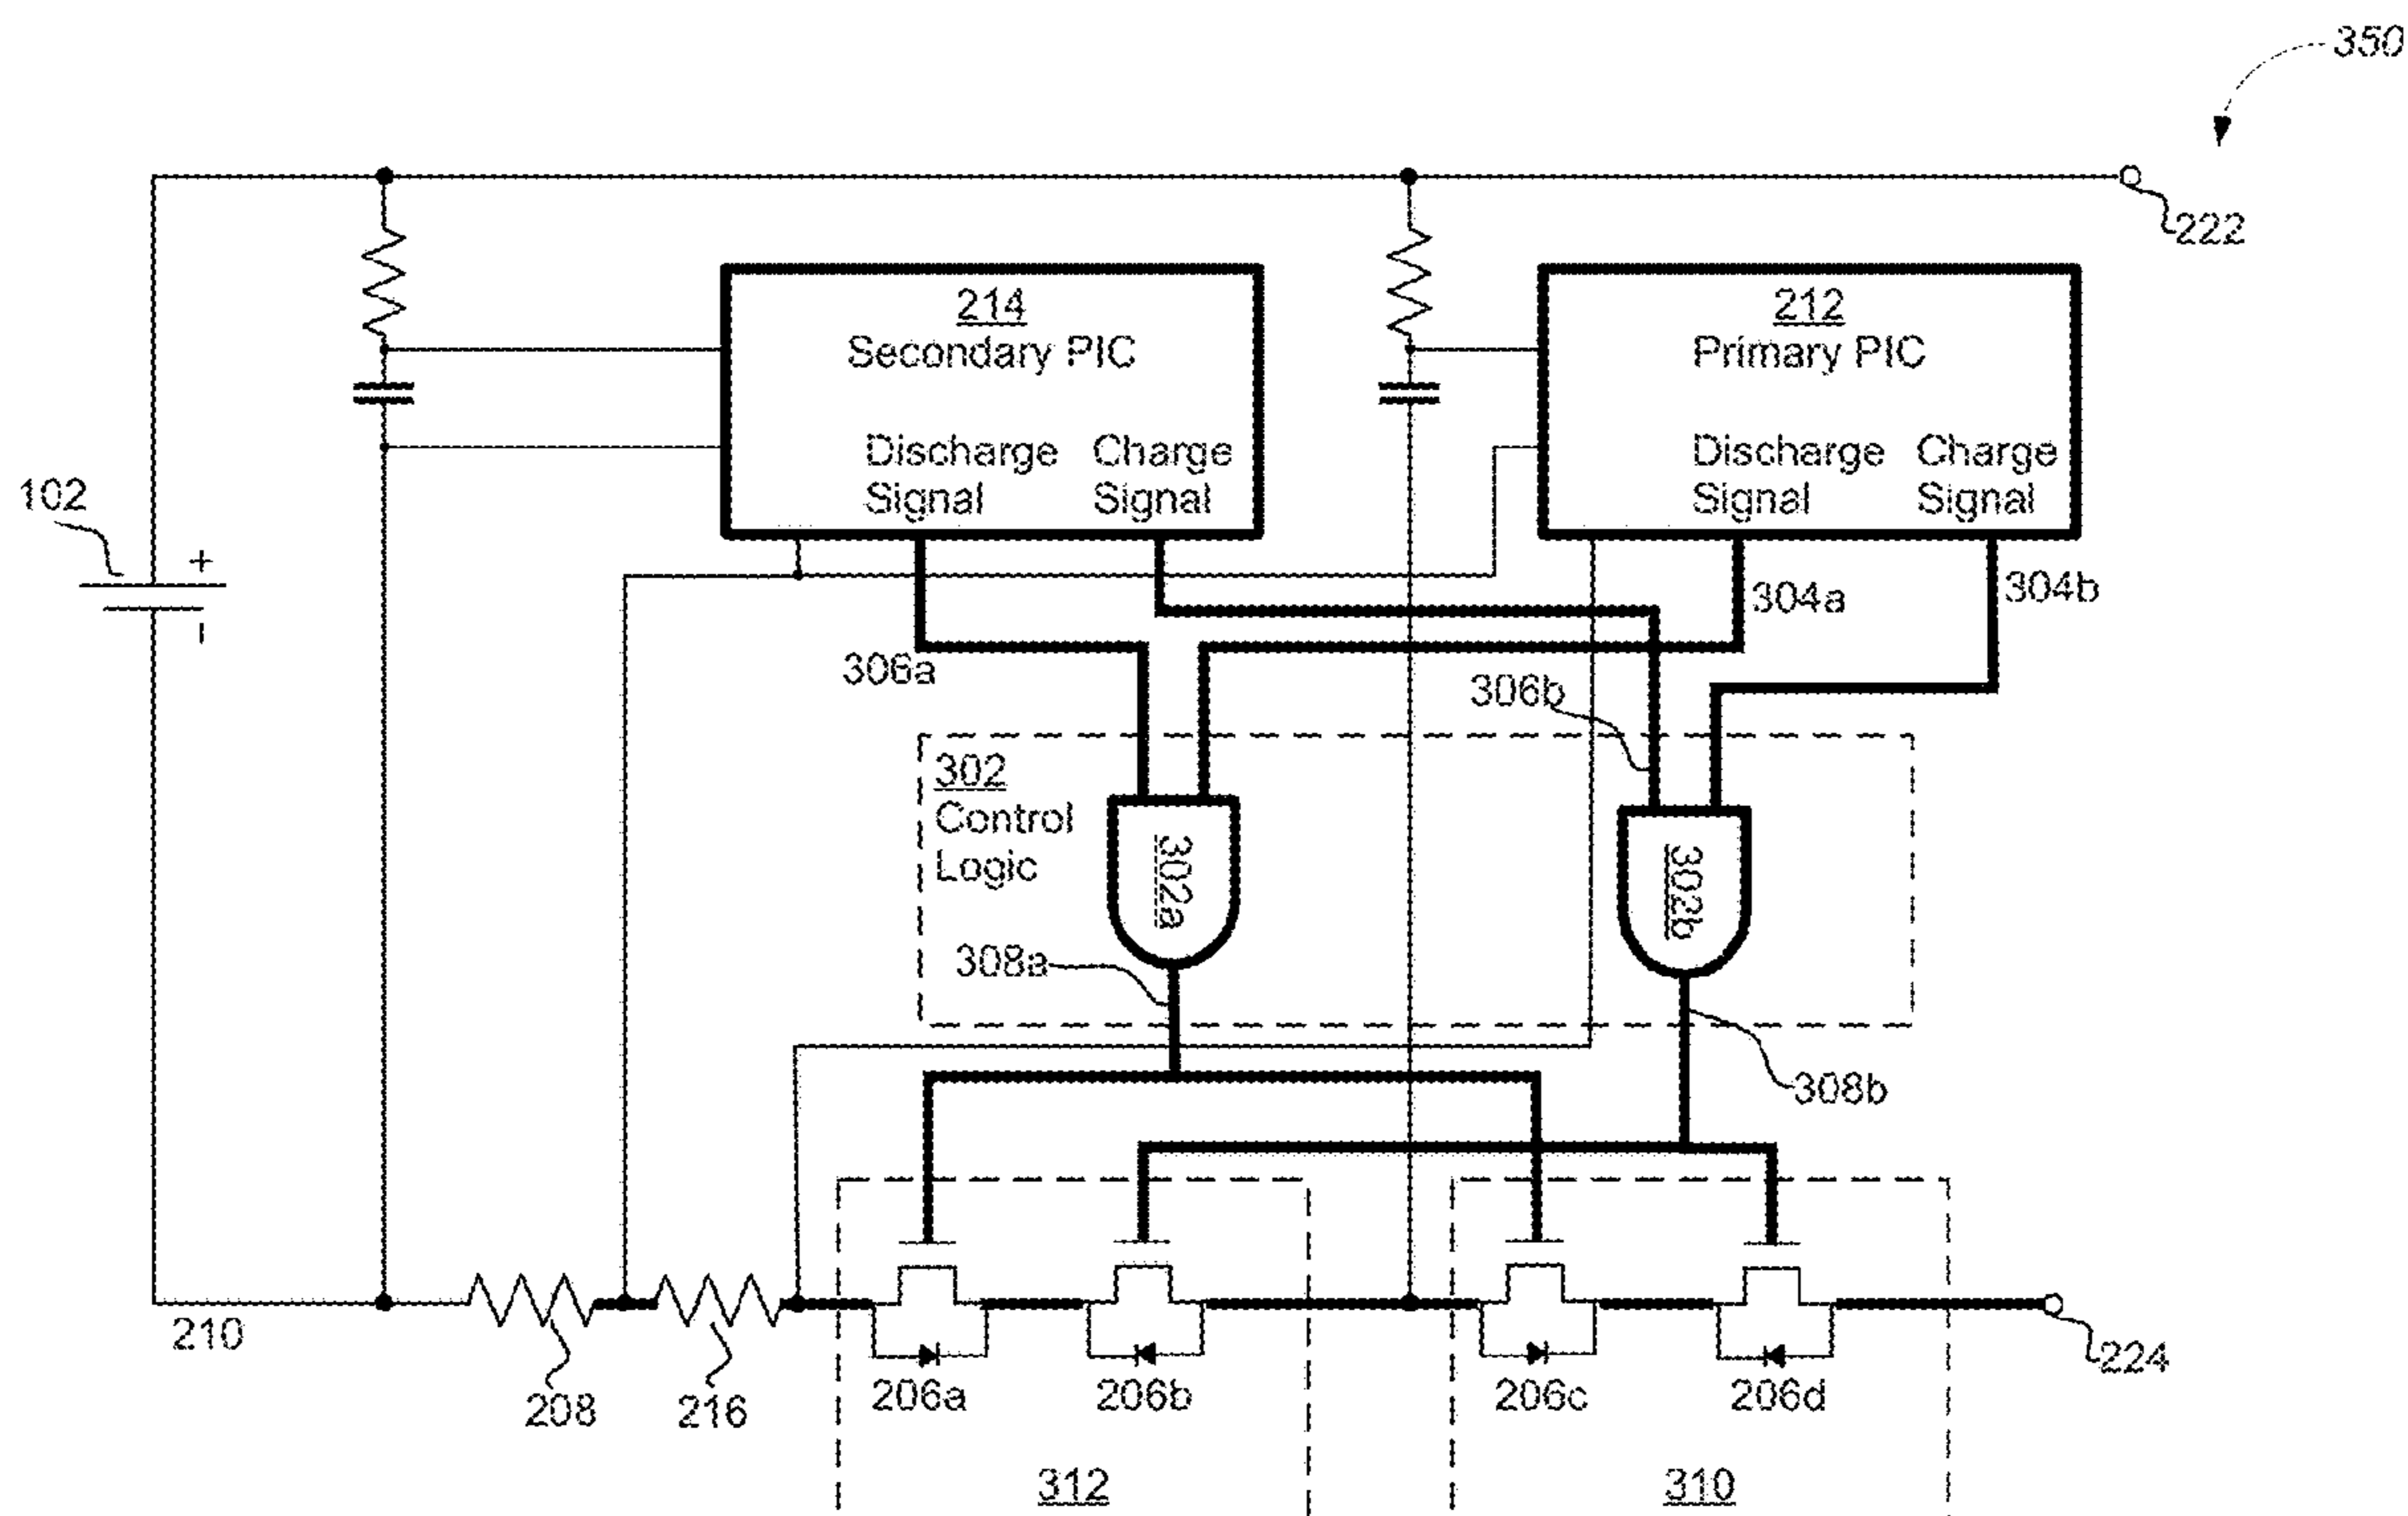 350
222
214
Secondary PIC
Discharge Charge
Signal Signal
212
Primary PIC
Discharge Charge
Signal Signal
102
+
-
304a
304b
306a
306b
302
Control
Logic
302a
302b
308a
308b
210
208
216
206a
206b
206c
206d
224
312
310